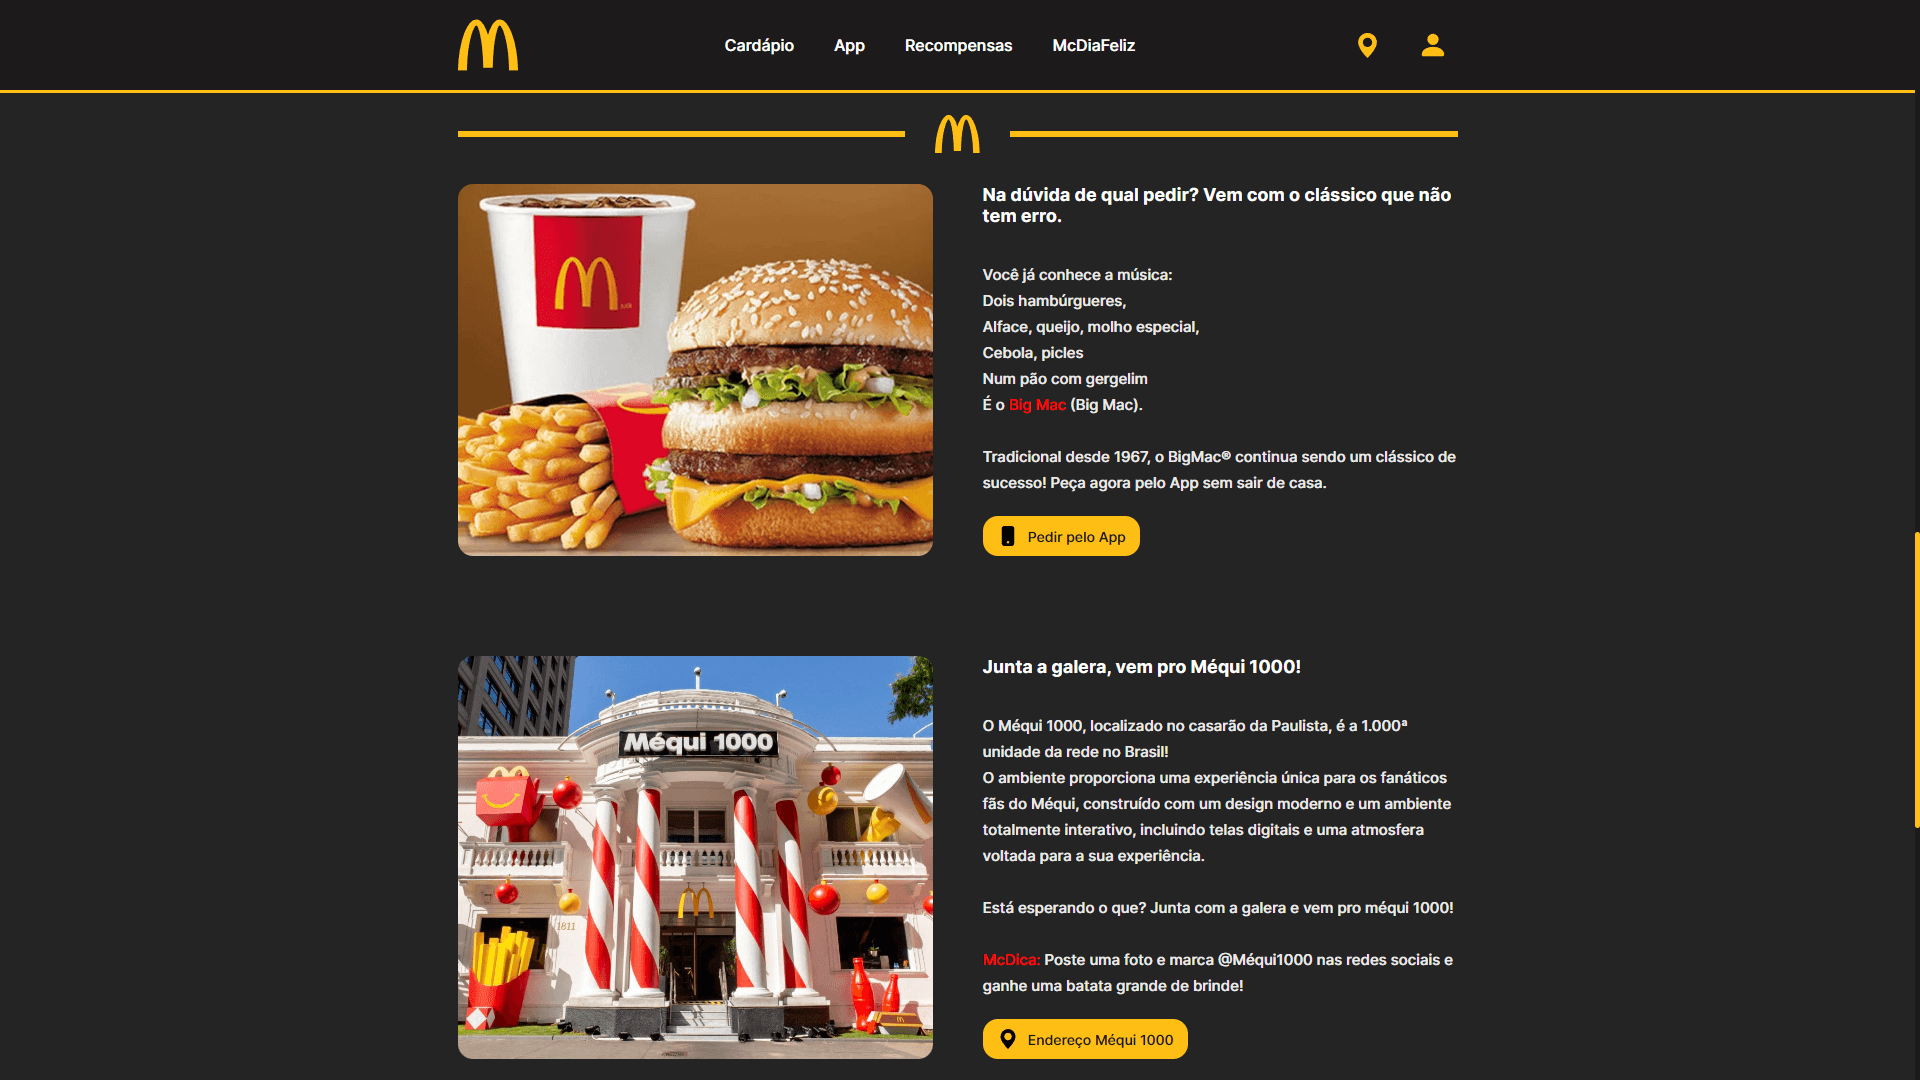 Cardápio
App
Recompensas
McDiaFeliz
Na dúvida de qual pedir? Vem com o clássico que não
tem erro.
Você já conhece a música:
Dois hambúrgueres,
Alface, queijo, molho especial,
Cebola, picles
Num pão com gergelim
É o Big Mac (Big Mac).
Tradicional desde 1967, o BigMac® continua sendo um clássico de
sucesso! Peça agora pelo App sem sair de casa.
Pedir pelo App
Méqui 1000
1811
Junta a galera, vem pro Méqui 1000!
O Méqui 1000, localizado no casarão da Paulista, é a 1.000ª
unidade da rede no Brasil!
O ambiente proporciona uma experiência única para os fanáticos
fãs do Méqui, construído com um design moderno e um ambiente
totalmente interativo, incluindo telas digitais e uma atmosfera
voltada para a sua experiência.
Está esperando o que? Junta com a galera e vem pro méqui 1000!
McDica: Poste uma foto e marca @Méqui1000 nas redes sociais e
ganhe uma batata grande de brinde!
Endereço Méqui 1000